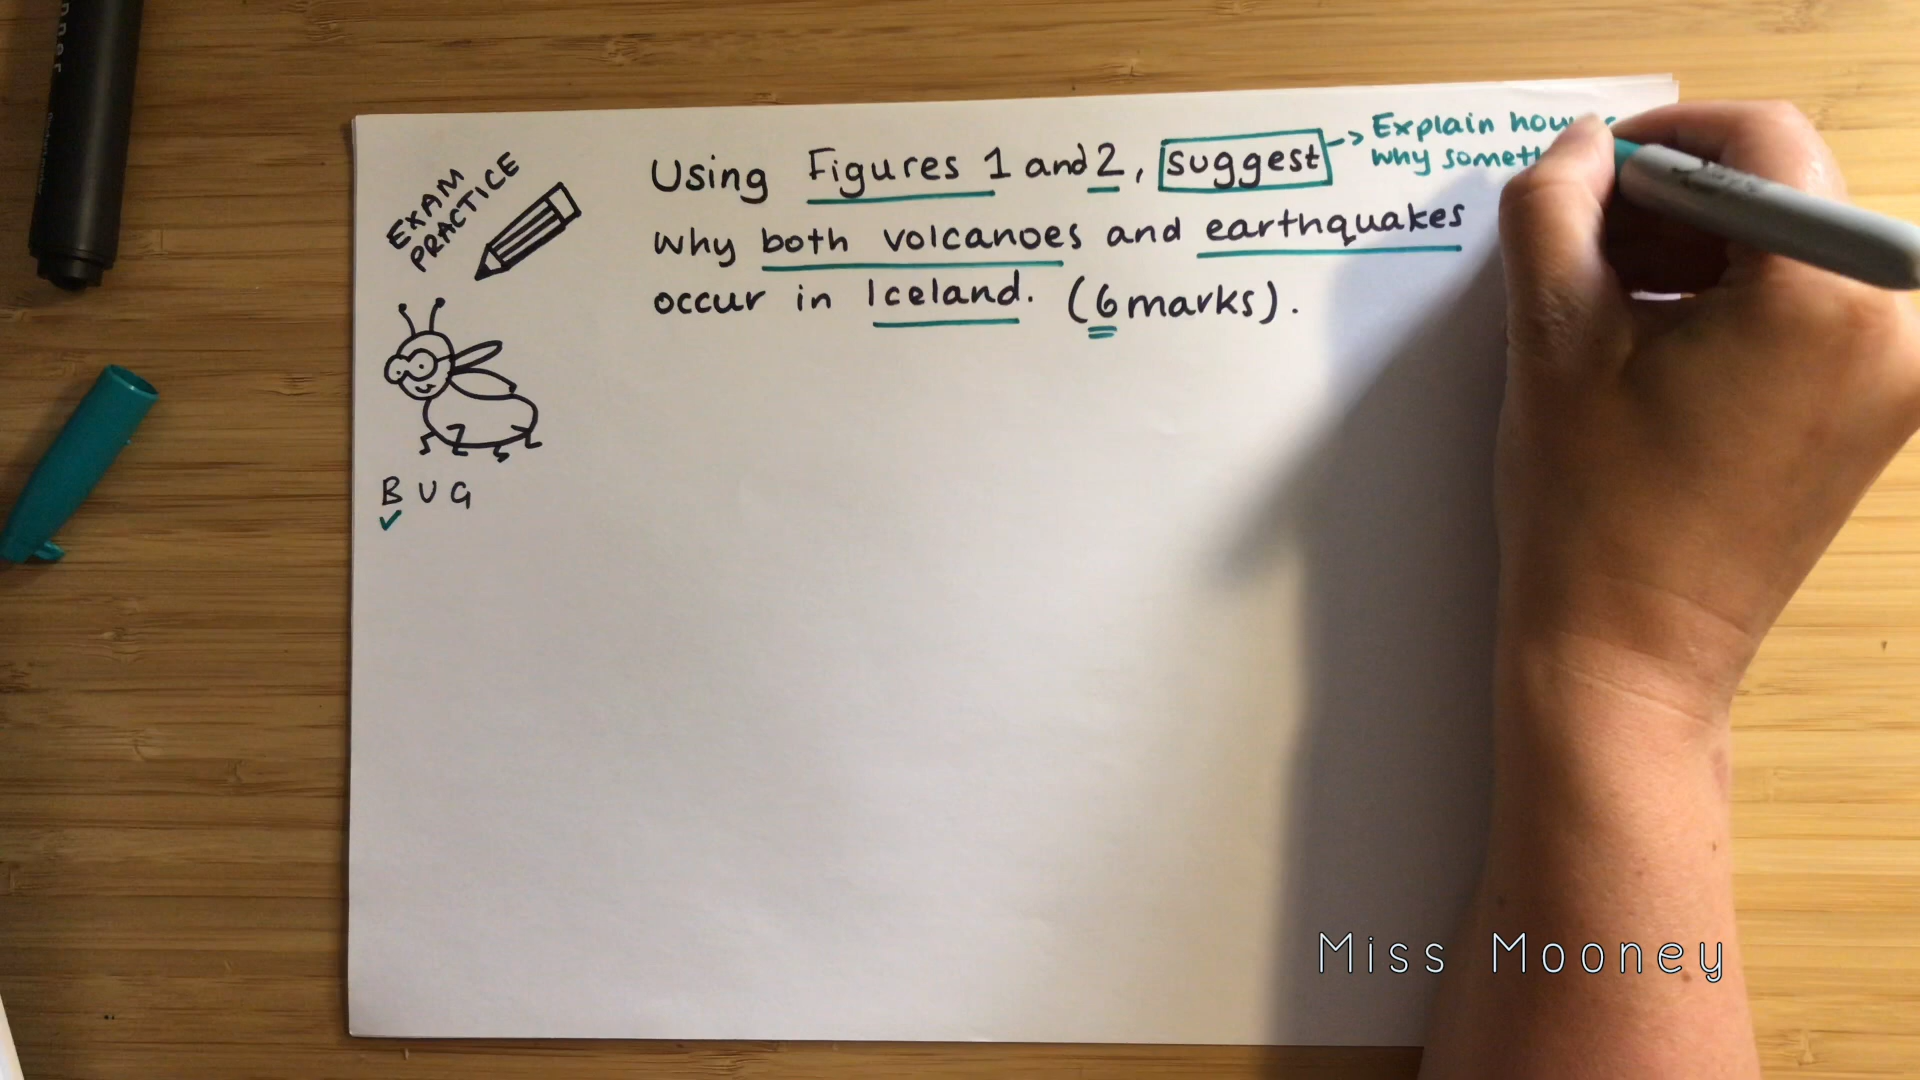 EXAM
PRACTICE
Using Figures 1 and 2, suggest
why both volcanoes and earthquakes
occur in Iceland. (6 marks).
Explain how
why
BUG
Miss Mooney